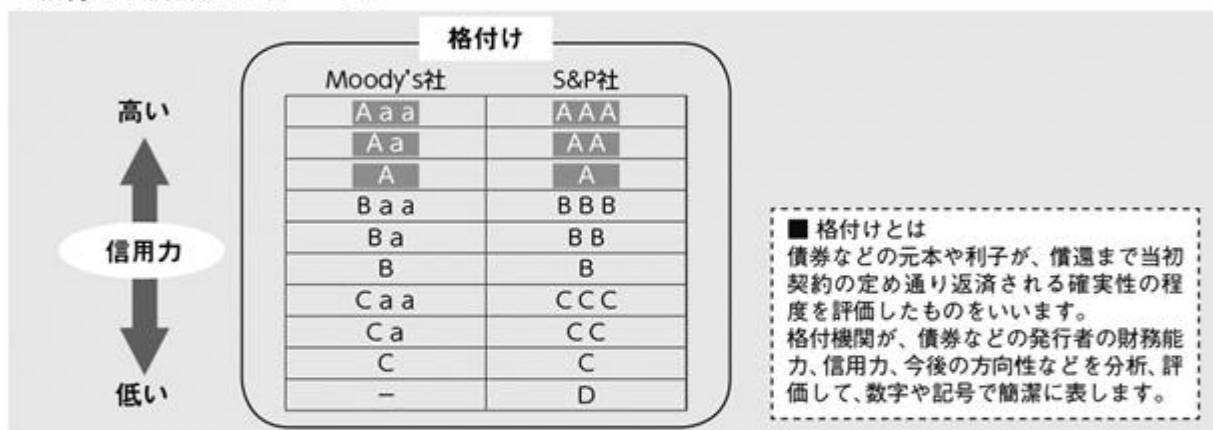 格付け
Moody's社 S&P社
高い
Aaa AAA
Aa AA
A A
Baa BBB
Ba BB
信用力
B B
Caa CCC
Ca CC
C C
低い
– D
■ 格付けとは
債券などの元本や利子が、償還まで当初
契約の定め通り返済される確実性の程
度を評価したものをいいます。
格付機関が、債券などの発行者の財務能
力、信用力、今後の方向性などを分析、評
価して、数字や記号で簡潔に表します。